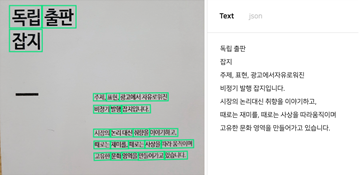 독립 출판
잡지
주제, 표현, 광고에서 자유로워진
비정기 발행 잡지입니다.
시장의 논리 대신 취향을 이야기하고,
때로는 재미를, 때로는 사상을 따라 움직이며
고유한 문화 영역을 만들어가고 있습니다.
Text
json
독립 출판
잡지
주제, 표현, 광고에서자유로워진
비정기 발행 잡지입니다.
시장의 논리대신 취향을 이야기하고,
때로는 재미를, 때로는 사상을 따라움직이며
고유한 문화 영역을 만들어가고 있습니다.